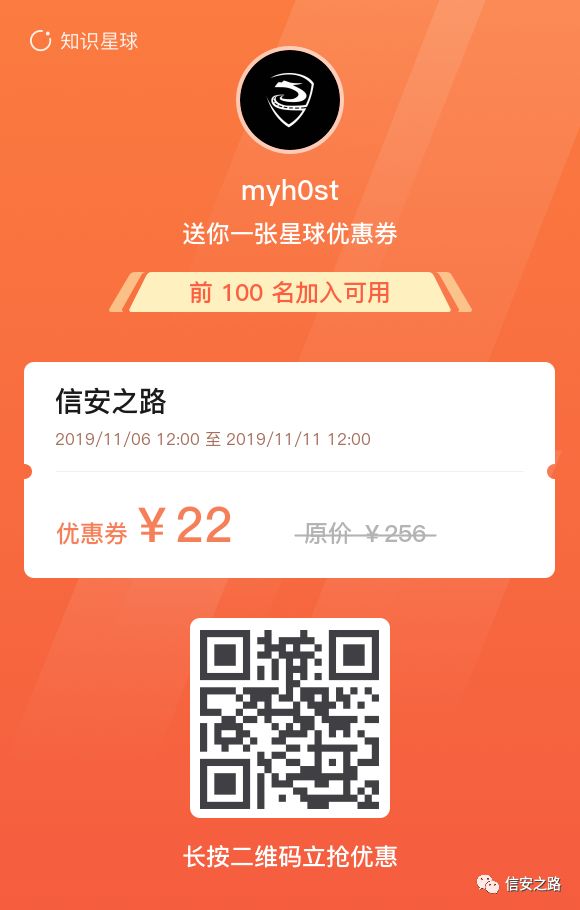 知识星球
myh0st
送你一张星球优惠券
前 100 名加入可用
信安之路
2019/11/06 12:00 至 2019/11/11 12:00
优惠券 ¥22 原价 ¥256
长按二维码立抢优惠
信安之路